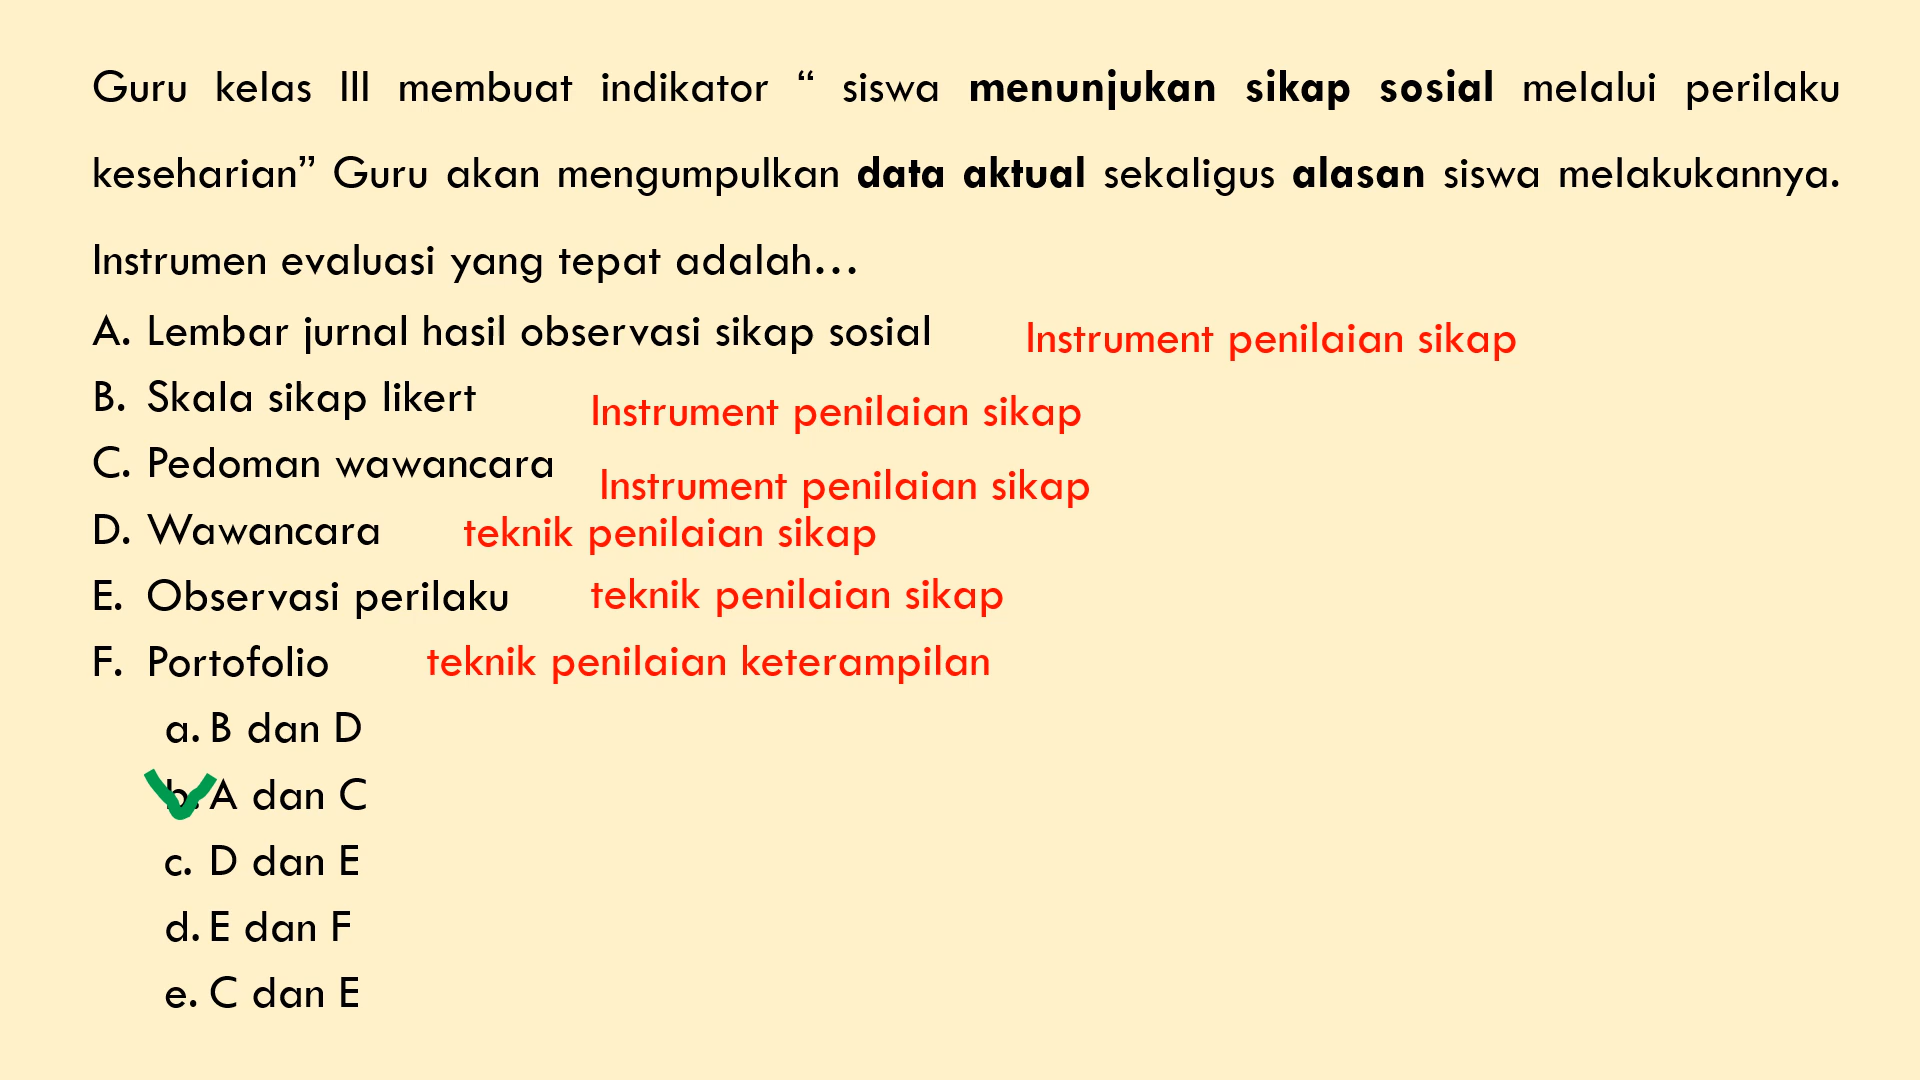 Guru kelas III membuat indikator “ siswa menunjukan sikap sosial melalui perilaku
keseharian” Guru akan mengumpulkan data aktual sekaligus alasan siswa melakukannya.
Instrumen evaluasi yang tepat adalah…
A. Lembar jurnal hasil observasi sikap sosial Instrument penilaian sikap
B. Skala sikap likert Instrument penilaian sikap
C. Pedoman wawancara Instrument penilaian sikap
D. Wawancara teknik penilaian sikap
E. Observasi perilaku teknik penilaian sikap
F. Portofolio teknik penilaian keterampilan
a. B dan D
b. A dan C
c. D dan E
d. E dan F
e. C dan E